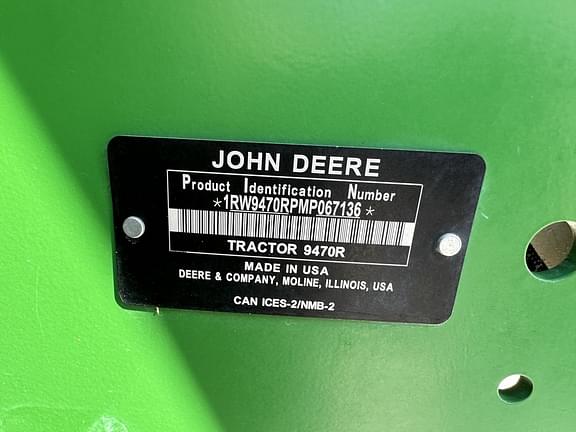 JOHN DEERE
Product Identification Number
*1RW9470RPMP067136*
TRACTOR 9470R
MADE IN USA
DEERE & COMPANY, MOLINE, ILLINOIS, USA
CAN ICES-2/NMB-2